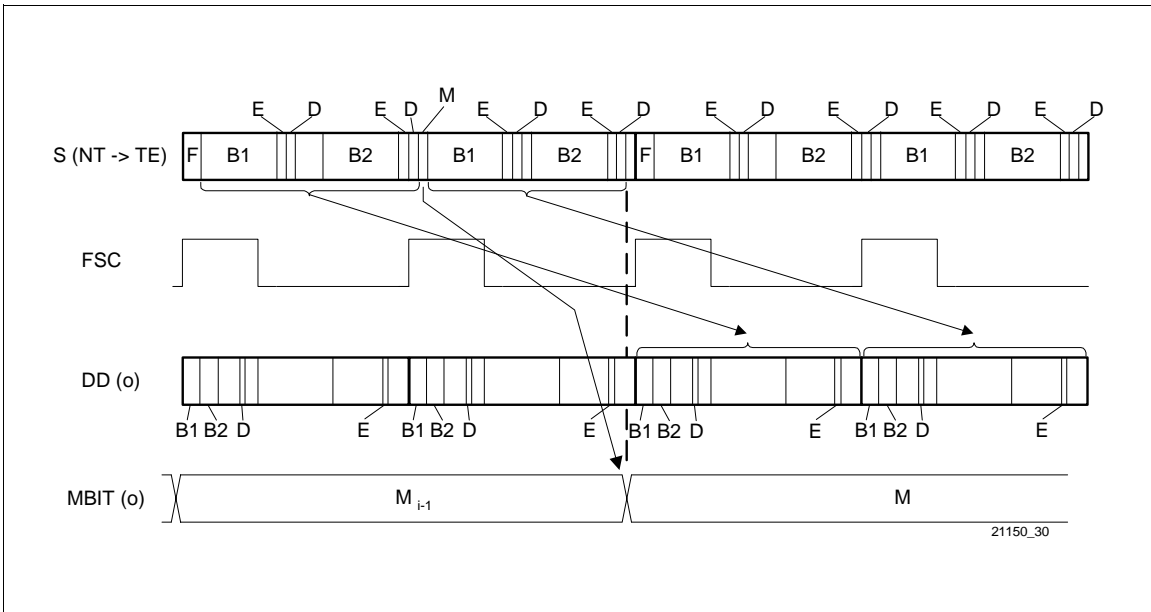 E D E D M E D E D E D E D E D E D
S (NT -> TE) F B1 B2 B1 B2 F B1 B2 B1 B2
FSC
DD (o)
B1 B2 D E B1 B2 D E B1 B2 D E B1 B2 D E
MBIT (o) M i-1 M
21150_30